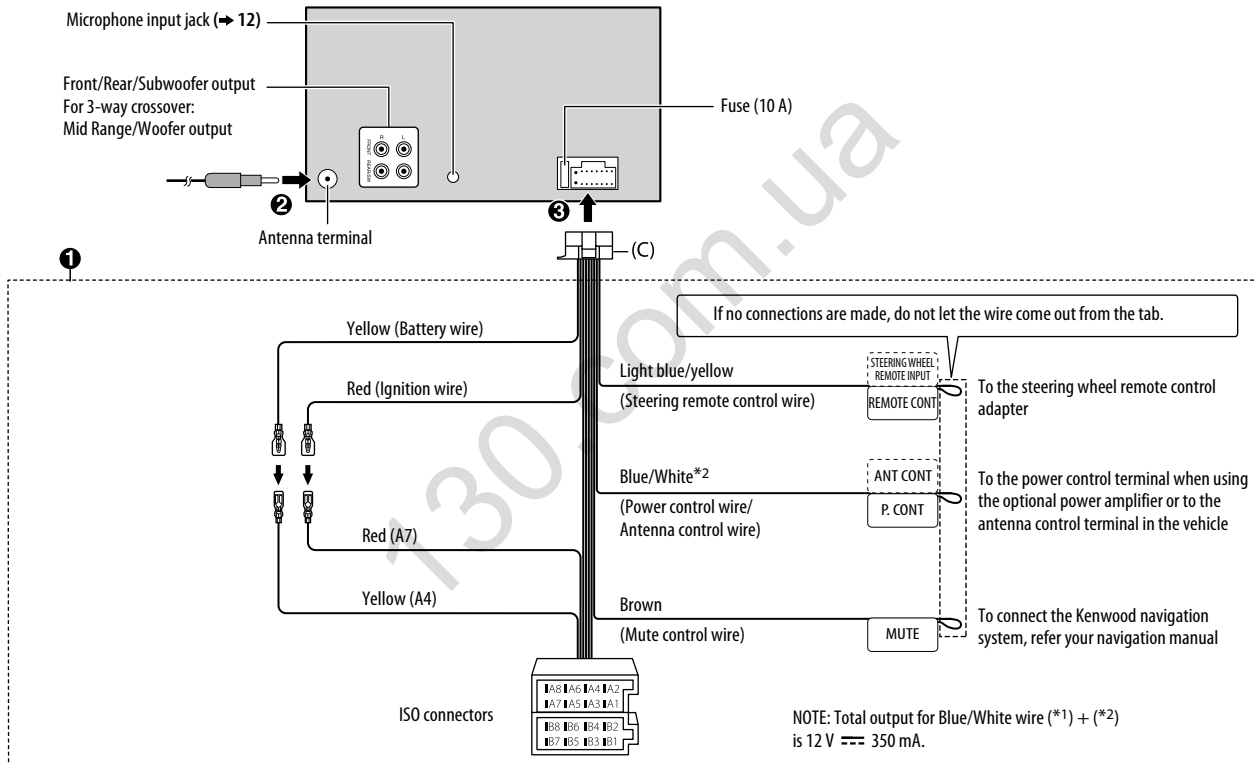 Microphone input jack (➜ 12)
Front/Rear/Subwoofer output
For 3-way crossover:
Mid Range/Woofer output
R L
FRONT
REAR/SW
Fuse (10 A)
❷
Antenna terminal
❸
(C)
❶
If no connections are made, do not let the wire come out from the tab.
Yellow (Battery wire)
Red (Ignition wire)
Light blue/yellow
(Steering remote control wire)
STEERING WHEEL
REMOTE INPUT
REMOTE CONT
To the steering wheel remote control
adapter
Blue/White*2
(Power control wire/
Antenna control wire)
ANT CONT
P. CONT
To the power control terminal when using
the optional power amplifier or to the
antenna control terminal in the vehicle
Red (A7)
Yellow (A4)
Brown
(Mute control wire)
MUTE
To connect the Kenwood navigation
system, refer your navigation manual
ISO connectors
A8 A6 A4 A2
A7 A5 A3 A1
B8 B6 B4 B2
B7 B5 B3 B1
NOTE: Total output for Blue/White wire (*1) + (*2)
is 12 V ⎓ 350 mA.
130.com.ua